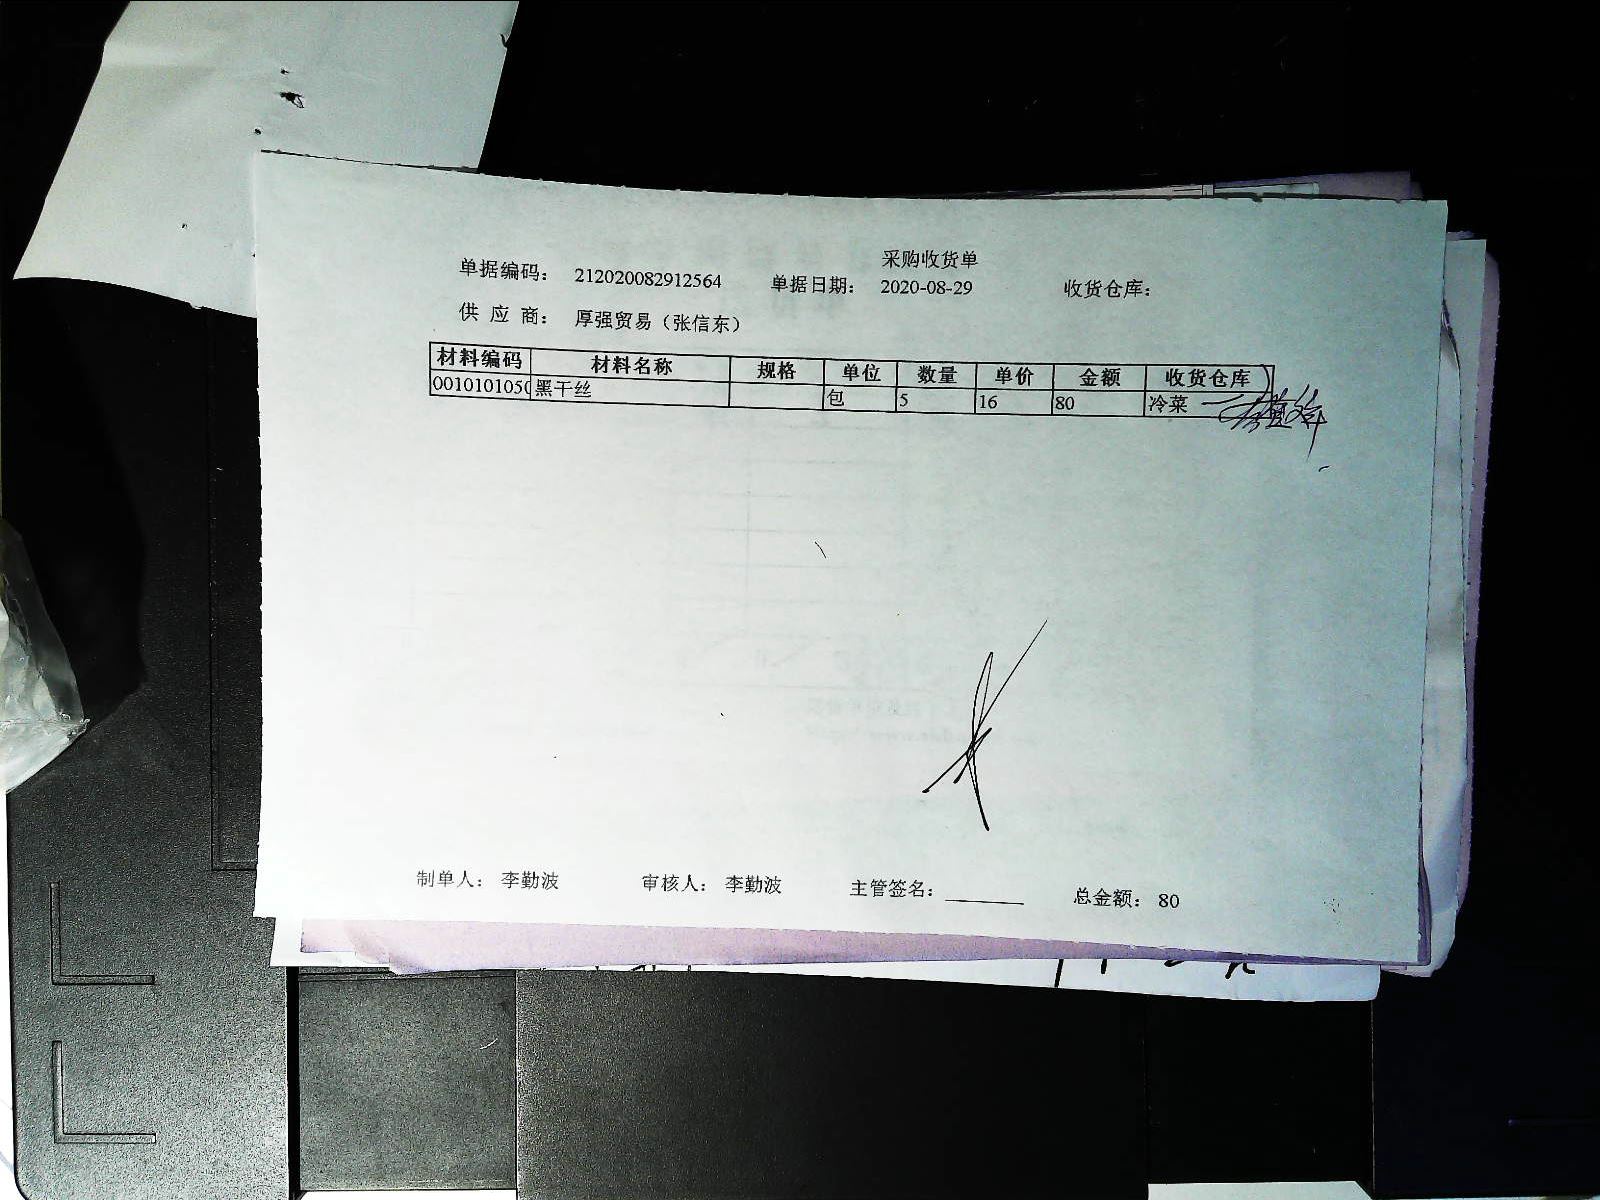 采购收货单
单据编码： 212020082912564 单据日期： 2020-08-29 收货仓库：
供 应 商： 厚强贸易（张信东）
材料编码 材料名称 规格 单位 数量 单价 金额 收货仓库
0010101050 黑干丝 包 5 16 80 冷菜
制单人： 李勤波 审核人： 李勤波 主管签名： 总金额： 80